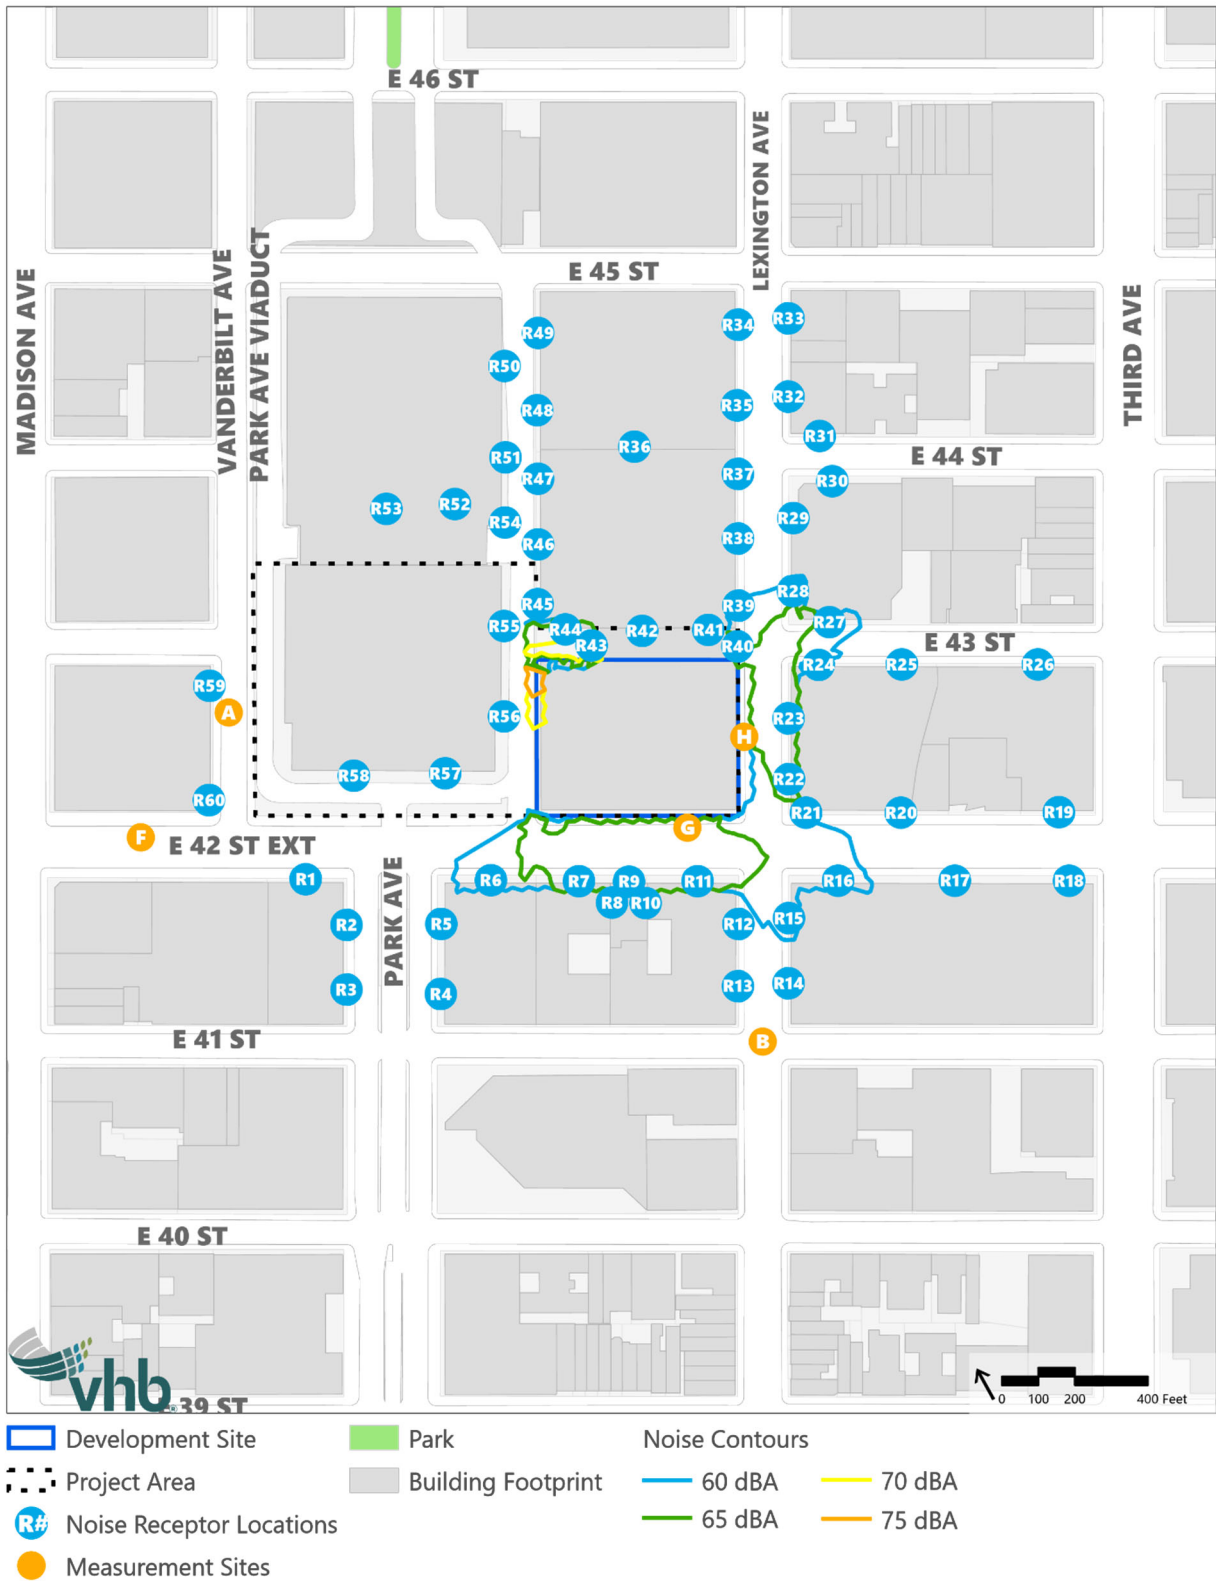 E 46 ST
LEXINGTON AVE
E 45 ST
MADISON AVE
VANDERBILT AVE
PARK AVE VIADUCT
THIRD AVE
R49
R34
R33
R50
R48
R35
R32
R31
R36
E 44 ST
R51
R47
R37
R30
R53
R52
R54
R29
R46
R38
R28
R45
R39
R55
R44
R42
R41
R27
R43
R40
E 43 ST
R24
R25
R26
R59
A
R56
R23
H
R58
R57
R22
R60
R21
R20
R19
F
G
E 42 ST EXT
PARK AVE
R1
R6
R7
R9
R11
R16
R17
R18
R8
R10
R2
R5
R12
R15
R3
R4
R13
R14
E 41 ST
B
E 40 ST
vhb
E 39 ST
0 100 200 400 Feet
Development Site
Park
Noise Contours
Project Area
Building Footprint
60 dBA
70 dBA
R#
Noise Receptor Locations
65 dBA
75 dBA
Measurement Sites